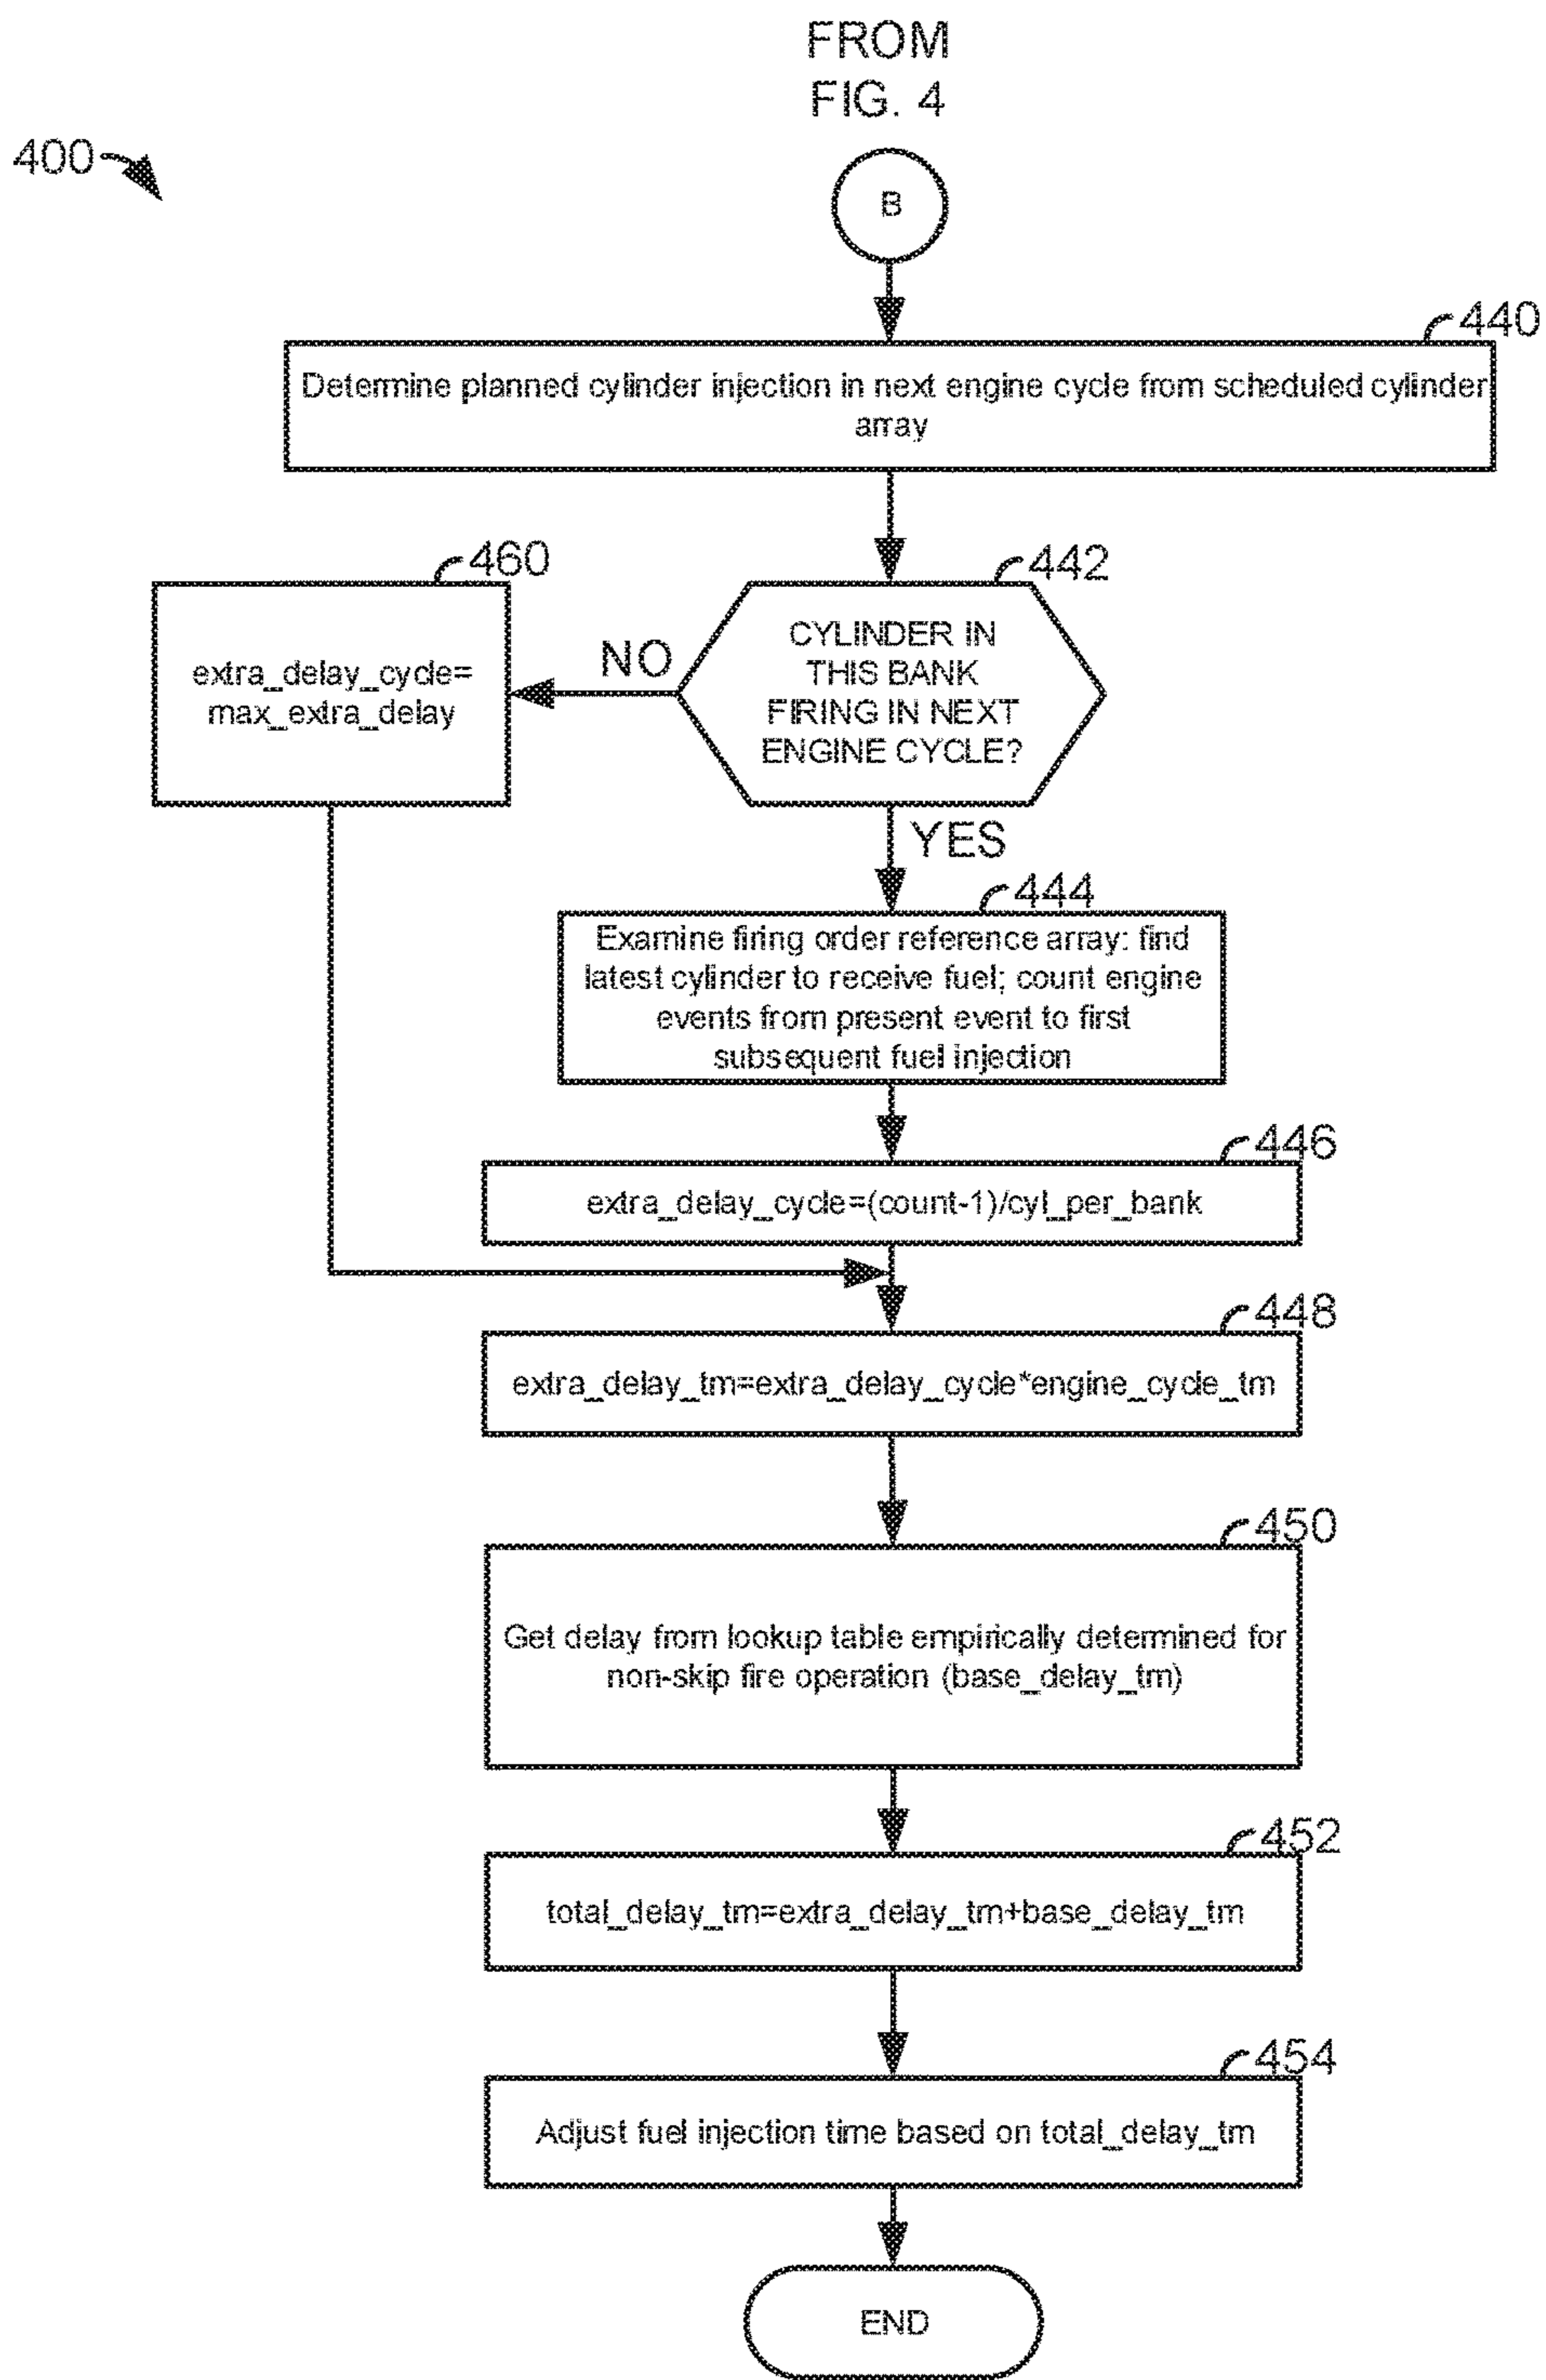 FROM
FIG. 4
400
B
440
Determine planned cylinder injection in next engine cycle from scheduled cylinder
array
460
442
extra_delay_cycle=
max_extra_delay
NO
CYLINDER IN
THIS BANK
FIRING IN NEXT
ENGINE CYCLE?
YES
444
Examine firing order reference array: find
latest cylinder to receive fuel; count engine
events from present event to first
subsequent fuel injection
446
extra_delay_cycle=(count-1)/cyl_per_bank
448
extra_delay_tm=extra_delay_cycle*engine_cycle_tm
450
Get delay from lookup table empirically determined for
non-skip fire operation (base_delay_tm)
452
total_delay_tm=extra_delay_tm+base_delay_tm
454
Adjust fuel injection time based on total_delay_tm
END